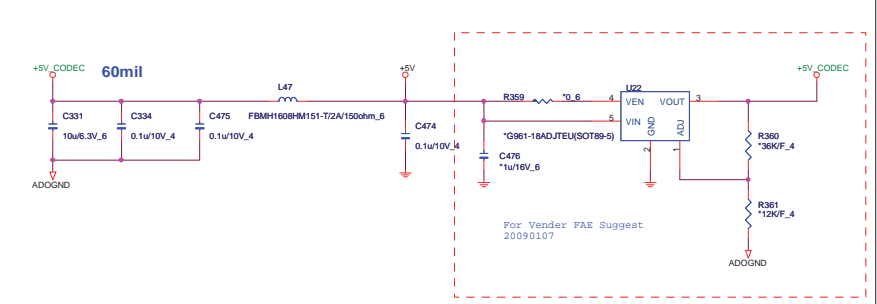 +5V_CODEC
60mil
L47
FBMH1608HM151-T/2A/150ohm_6
+5V
C331
10u/6.3V_6
C334
0.1u/10V_4
C475
0.1u/10V_4
ADOGND
C474
0.1u/10V_4
R359
*0_6
U22
4
VEN
VOUT
3
5
VIN
GND
ADJ
2
1
*G961-18ADJTEU(SOT89-5)
C476
*1u/16V_6
+5V_CODEC
R360
*36K/F_4
R361
*12K/F_4
ADOGND
For Vender FAE Suggest
20090107